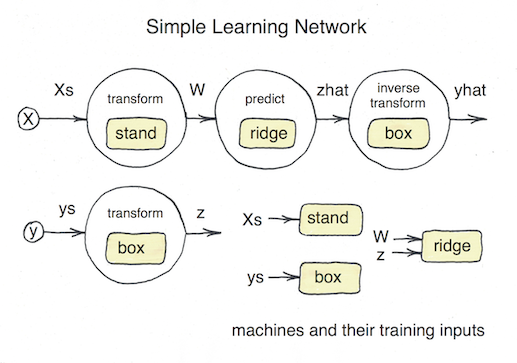 Simple Learning Network
Xs
W
zhat
yhat
transform
predict
inverse
transform
X
stand
ridge
box
ys
z
transform
y
box
Xs
stand
W
z
ridge
ys
box
machines and their training inputs